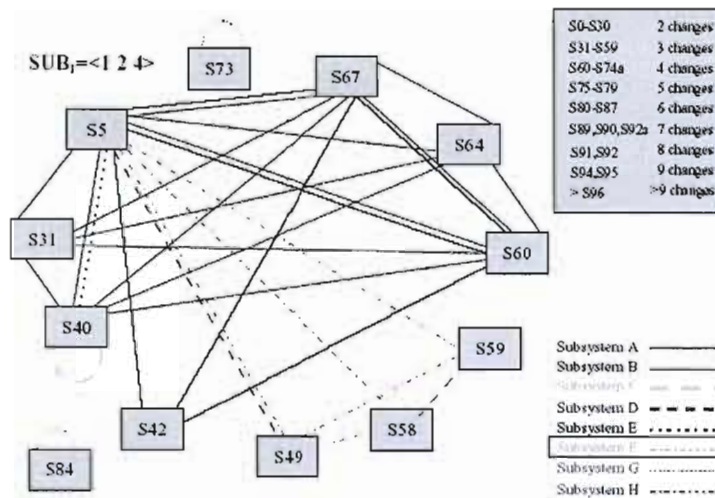 SUB₁=<1 2 4>
S73
S67
S5
S64
S31
S60
S40
S59
S42
S49
S58
S84
S0-S30 2 changes
S31-S59 3 changes
S60-S74a 4 changes
S75-S79 5 changes
S80-S87 6 changes
S89,S90,S92a 7 changes
S91,S92 8 changes
S94,S95 9 changes
> S96 >9 changes
Subsystem A
Subsystem B
Subsystem
Subsystem D
Subsystem E
Subsystem F
Subsystem G
Subsystem H